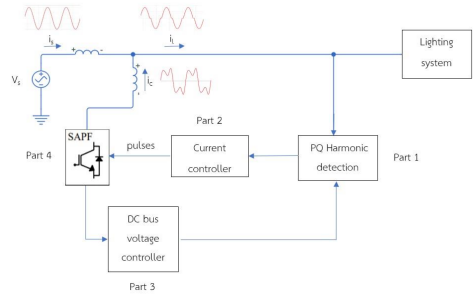 is
iL
Lighting
system
Vs
+
-
+
-
ic
Part 2
SAPF
Part 4
pulses
Current
controller
PQ Harmonic
detection
Part 1
DC bus
voltage
controller
Part 3